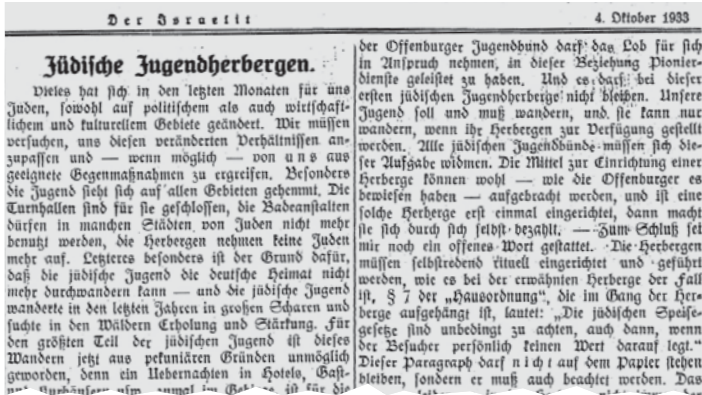 Der Israelit
4. Oktober 1933
Jüdische Jugendherbergen.
Vieles hat sich in den letzten Monaten für uns
Juden, sowohl auf politischem als auch wirtschaft-
lichem und kulturellem Gebiete geändert. Wir müssen
versuchen, uns diesen veränderten Verhältnissen an-
zupassen und — wenn möglich — von uns aus
geeignete Gegenmaßnahmen zu ergreifen. Besonders
die Jugend sieht sich auf allen Gebieten gehemmt. Die
Turnhallen sind für sie geschlossen, die Badeanstalten
dürfen in manchen Städten von Juden nicht mehr
benutzt werden, die Herbergen nehmen keine Juden
mehr auf. Letzteres besonders ist der Grund dafür,
daß die jüdische Jugend die deutsche Heimat nicht
mehr durchwandern kann — und die jüdische Jugend
wanderte in den letzten Jahren in großen Scharen und
suchte in den Wäldern Erholung und Stärkung. Für
den größten Teil der jüdischen Jugend ist dieses
Wandern jetzt aus pekuniären Gründen unmöglich
geworden, denn ein Uebernachten in Hotels, Gast-
und Kurhäusern usw. zumal im Gebirge, ist für die
der Offenburger Jugendbund darf das Lob für sich
in Anspruch nehmen, in dieser Beziehung Pionier-
dienste geleistet zu haben. Und es darf bei dieser
ersten jüdischen Jugendherberge nicht bleiben. Unsere
Jugend soll und muß wandern, und sie kann nur
wandern, wenn ihr Herbergen zur Verfügung gestellt
werden. Alle jüdischen Jugendbünde müssen sich die-
ser Aufgabe widmen. Die Mittel zur Einrichtung einer
Herberge können wohl — wie die Offenburger es
bewiesen haben — aufgebracht werden, und ist eine
solche Herberge erst einmal eingerichtet, dann macht
sie sich durch sich selbst bezahlt. — Zum Schluß sei
mir noch ein offenes Wort gestattet. Die Herbergen
müssen selbstredend rituell eingerichtet und geführt
werden, wie es bei der erwähnten Herberge der Fall
ist, § 7 der „Hausordnung“, die im Gang der Her-
berge aufgehängt ist, lautet: „Die jüdischen Speise-
gesetze sind unbedingt zu achten, auch dann, wenn
der Besucher persönlich keinen Wert darauf legt.“
Dieser Paragraph darf nicht auf dem Papier stehen
bleiben, sondern er muß auch beachtet werden. Das